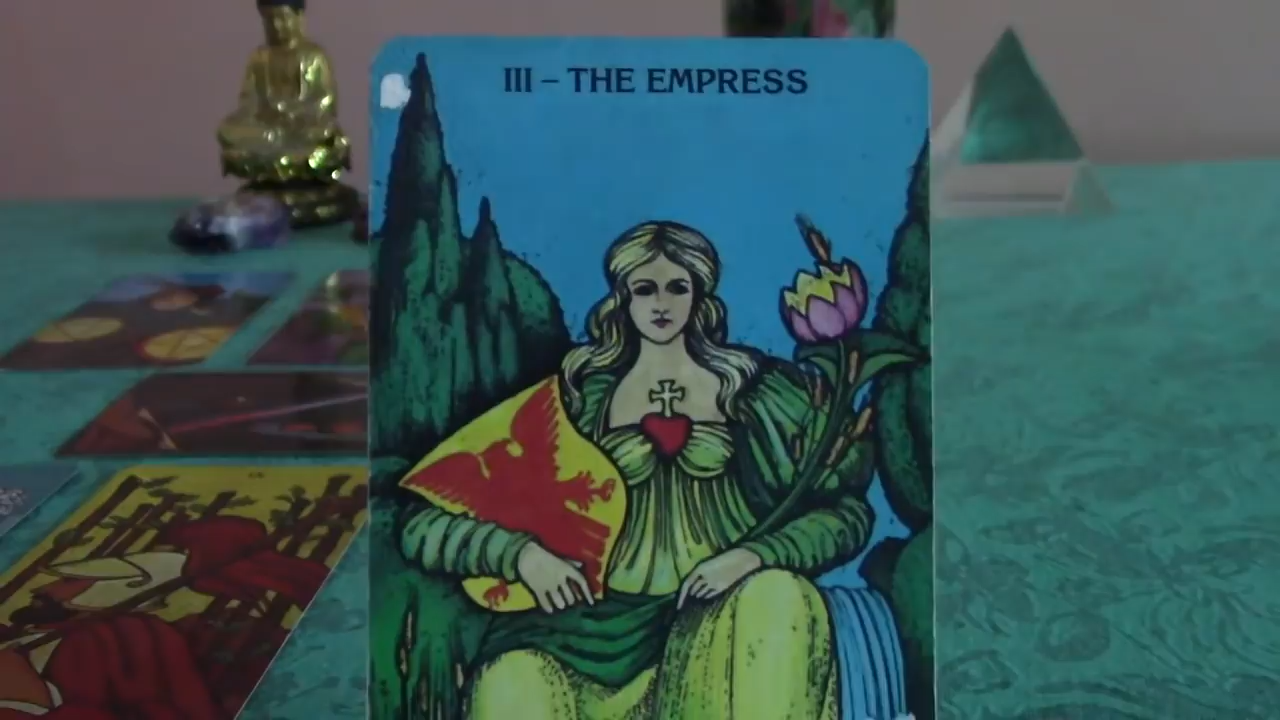 III – THE EMPRESS